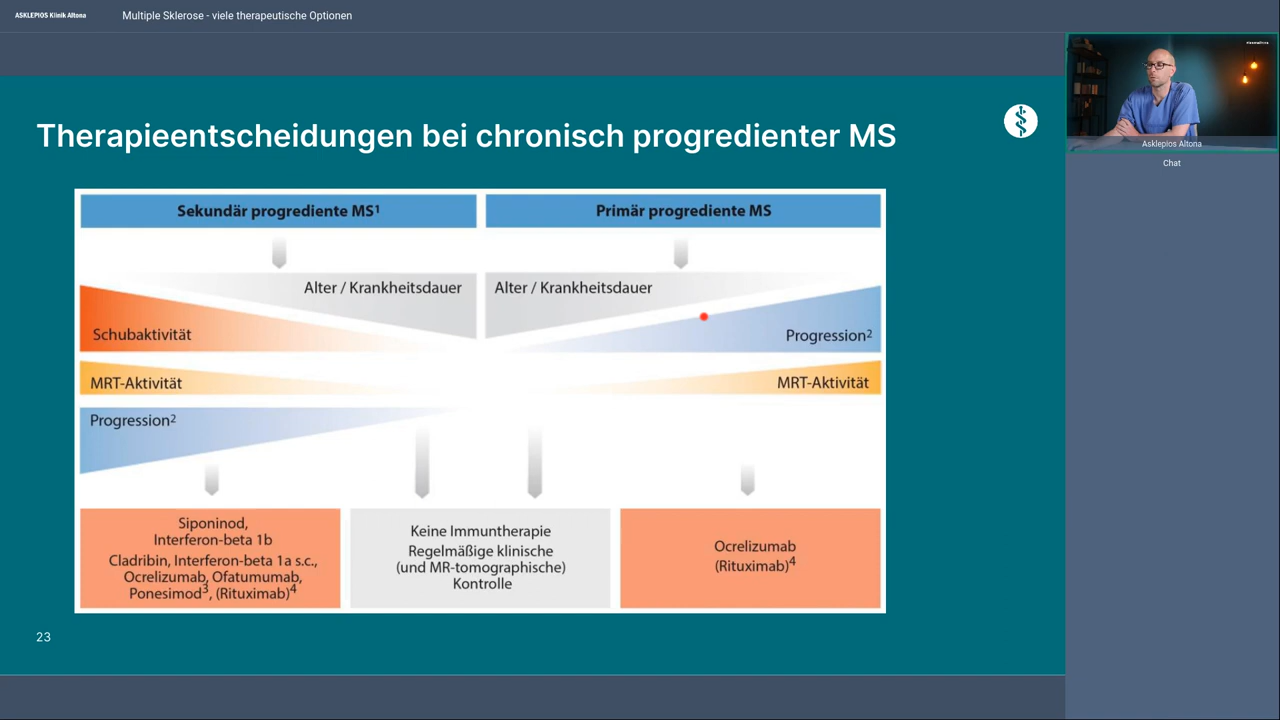 ASKLEPIOS Klinik Altona
Multiple Sklerose - viele therapeutische Optionen
Therapieentscheidungen bei chronisch progredienter MS
Sekundär progrediente MS¹
Primär progrediente MS
Alter / Krankheitsdauer
Alter / Krankheitsdauer
Schubaktivität
Progression²
MRT-Aktivität
MRT-Aktivität
Progression²
Siponinod,
Interferon-beta 1b
Cladribin, Interferon-beta 1a s.c.,
Ocrelizumab, Ofatumumab,
Ponesimod³, (Rituximab)⁴
Keine Immuntherapie
Regelmäßige klinische
(und MR-tomographische)
Kontrolle
Ocrelizumab
(Rituximab)⁴
23
Asklepios Altona
Chat